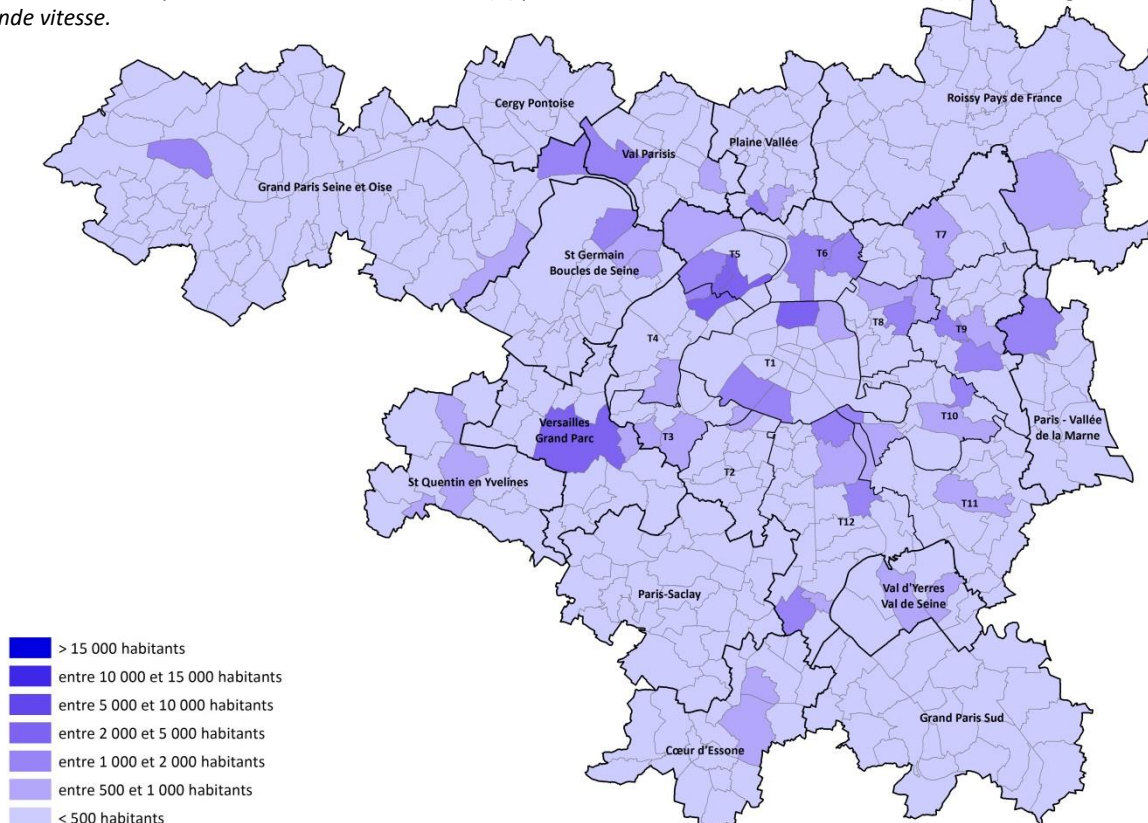 nde vitesse.
Cergy Pontoise
Roissy Pays de France
Plaine Vallée
Val Parisis
Grand Paris Seine et Oise
T7
St Germain
Boucles de Seine
T5
T6
T8
T9
T4
T1
T10
Paris - Vallée
de la Marne
Versailles
Grand Parc
T3
T2
St Quentin en Yvelines
T11
T12
Val d'Yerres
Val de Seine
Paris-Saclay
Grand Paris Sud
Cœur d'Essone
> 15 000 habitants
entre 10 000 et 15 000 habitants
entre 5 000 et 10 000 habitants
entre 2 000 et 5 000 habitants
entre 1 000 et 2 000 habitants
entre 500 et 1 000 habitants
< 500 habitants